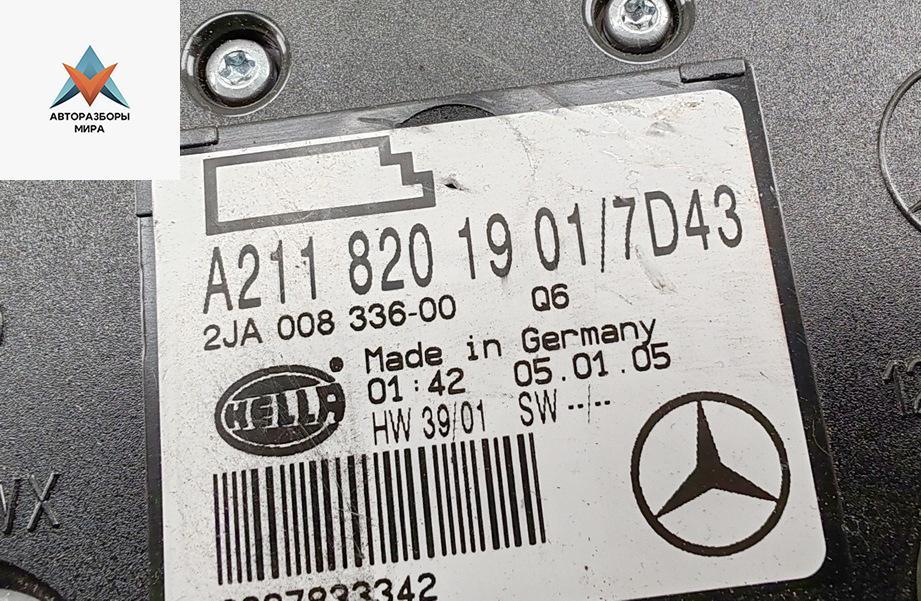 АВТОРАЗБОРЫ
МИРА
A211 820 19 01/7D43
2JA 008 336-00 Q6
Made in Germany
HELLA
01:42 05.01.05
HW 39/01 SW --/--